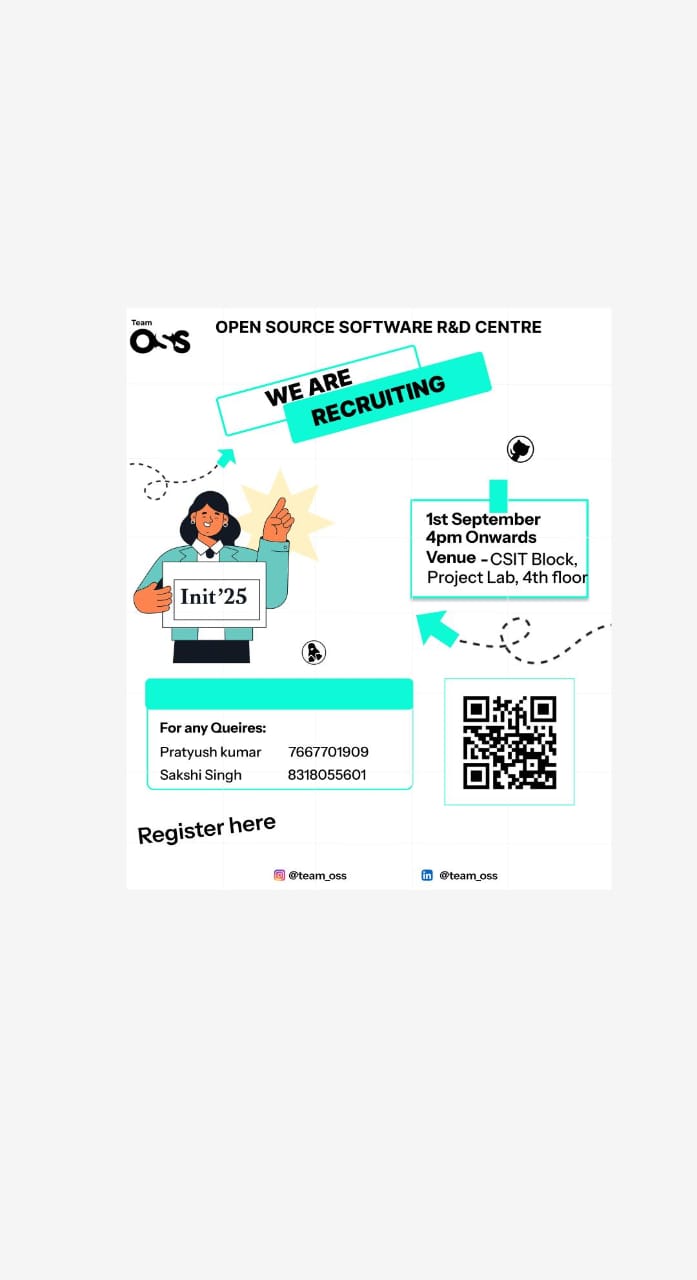 Team
OSS
OPEN SOURCE SOFTWARE R&D CENTRE
WE ARE
RECRUITING
1st September
4pm Onwards
Venue - CSIT Block,
Project Lab, 4th floor
Init’25
For any Queires:
Pratyush kumar 7667701909
Sakshi Singh 8318055601
Register here
@team_oss @team_oss